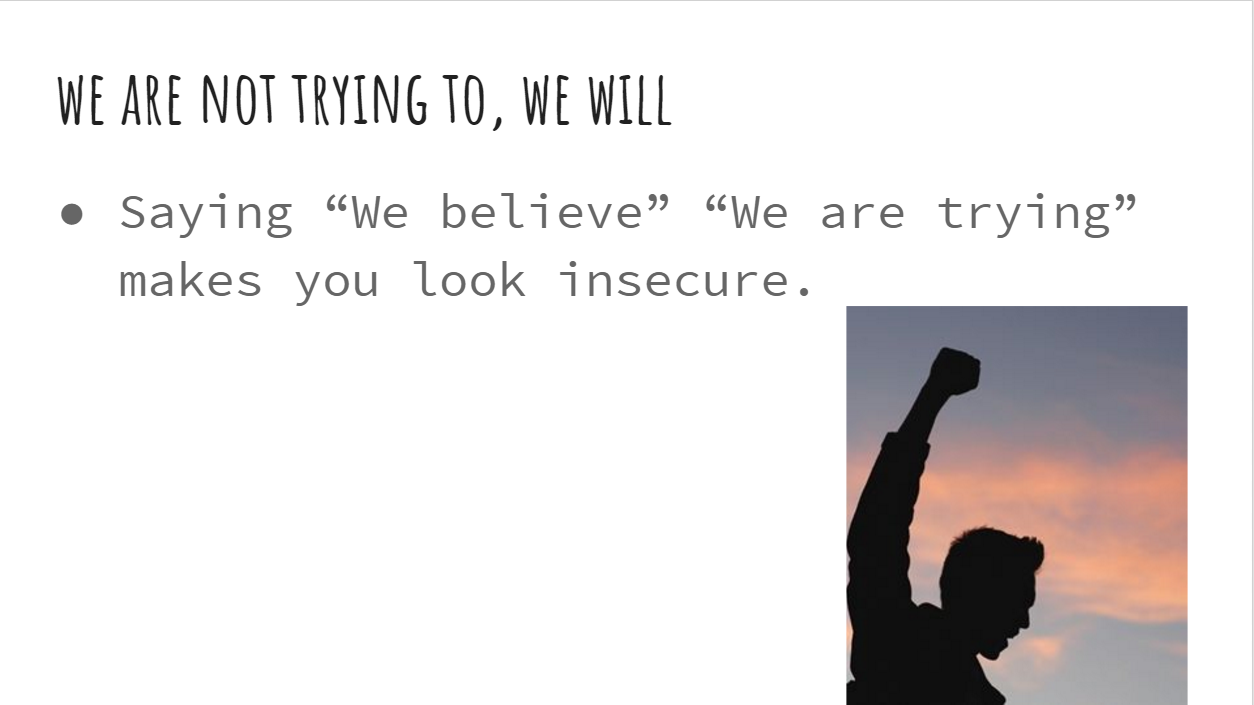 WE ARE NOT TRYING TO, WE WILL
● Saying “We believe” “We are trying”
makes you look insecure.